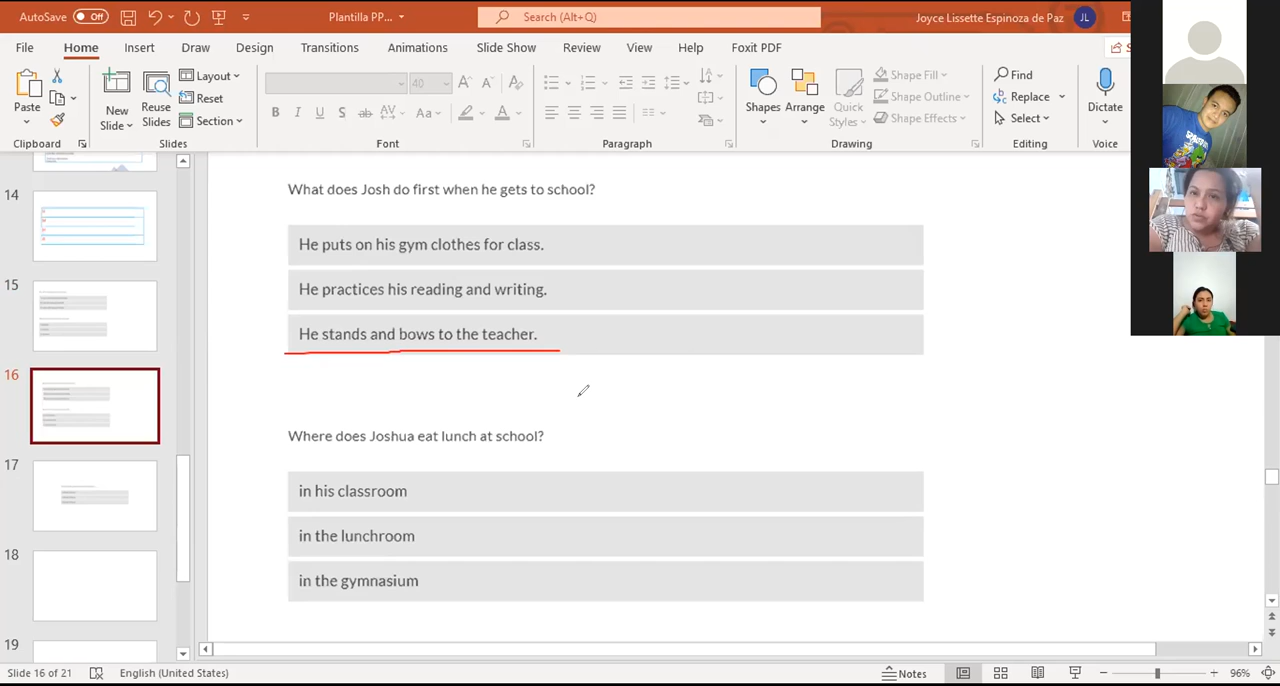 AutoSave Off Plantilla PP... Search (Alt+Q) Joyce Lissette Espinoza de Paz JL
File Home Insert Draw Design Transitions Animations Slide Show Review View Help Foxit PDF
Paste New Slide Reuse Slides Layout Reset Section 40 B I U S ab AV Aa A Shapes Arrange Quick Styles Shape Fill Shape Outline Shape Effects Find Replace Select Dictate
Clipboard Slides Font Paragraph Drawing Editing Voice
14
15
16
17
18
19
What does Josh do first when he gets to school?
He puts on his gym clothes for class.
He practices his reading and writing.
He stands and bows to the teacher.
Where does Joshua eat lunch at school?
in his classroom
in the lunchroom
in the gymnasium
Slide 16 of 21 English (United States) Notes 96%